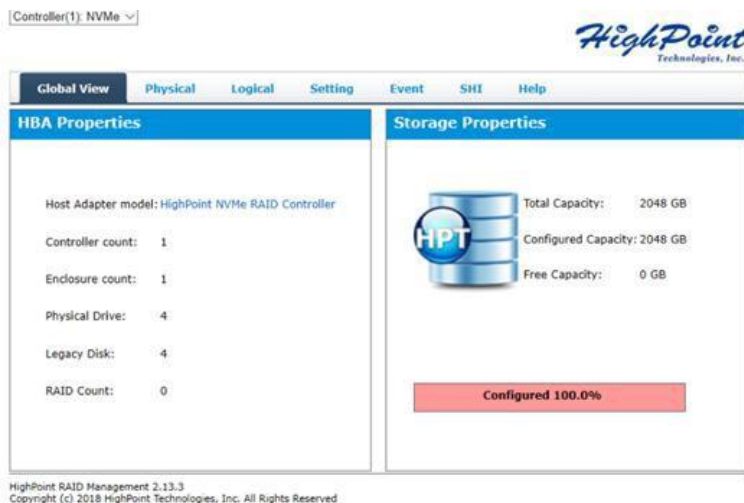 Controller(1): NVMe
HighPoint
Technologies, Inc.
Global View Physical Logical Setting Event SHI Help
HBA Properties
Host Adapter model: HighPoint NVMe RAID Controller
Controller count: 1
Enclosure count: 1
Physical Drive: 4
Legacy Disk: 4
RAID Count: 0
Storage Properties
HPT
Total Capacity: 2048 GB
Configured Capacity: 2048 GB
Free Capacity: 0 GB
Configured 100.0%
HighPoint RAID Management 2.13.3
Copyright (c) 2018 HighPoint Technologies, Inc. All Rights Reserved